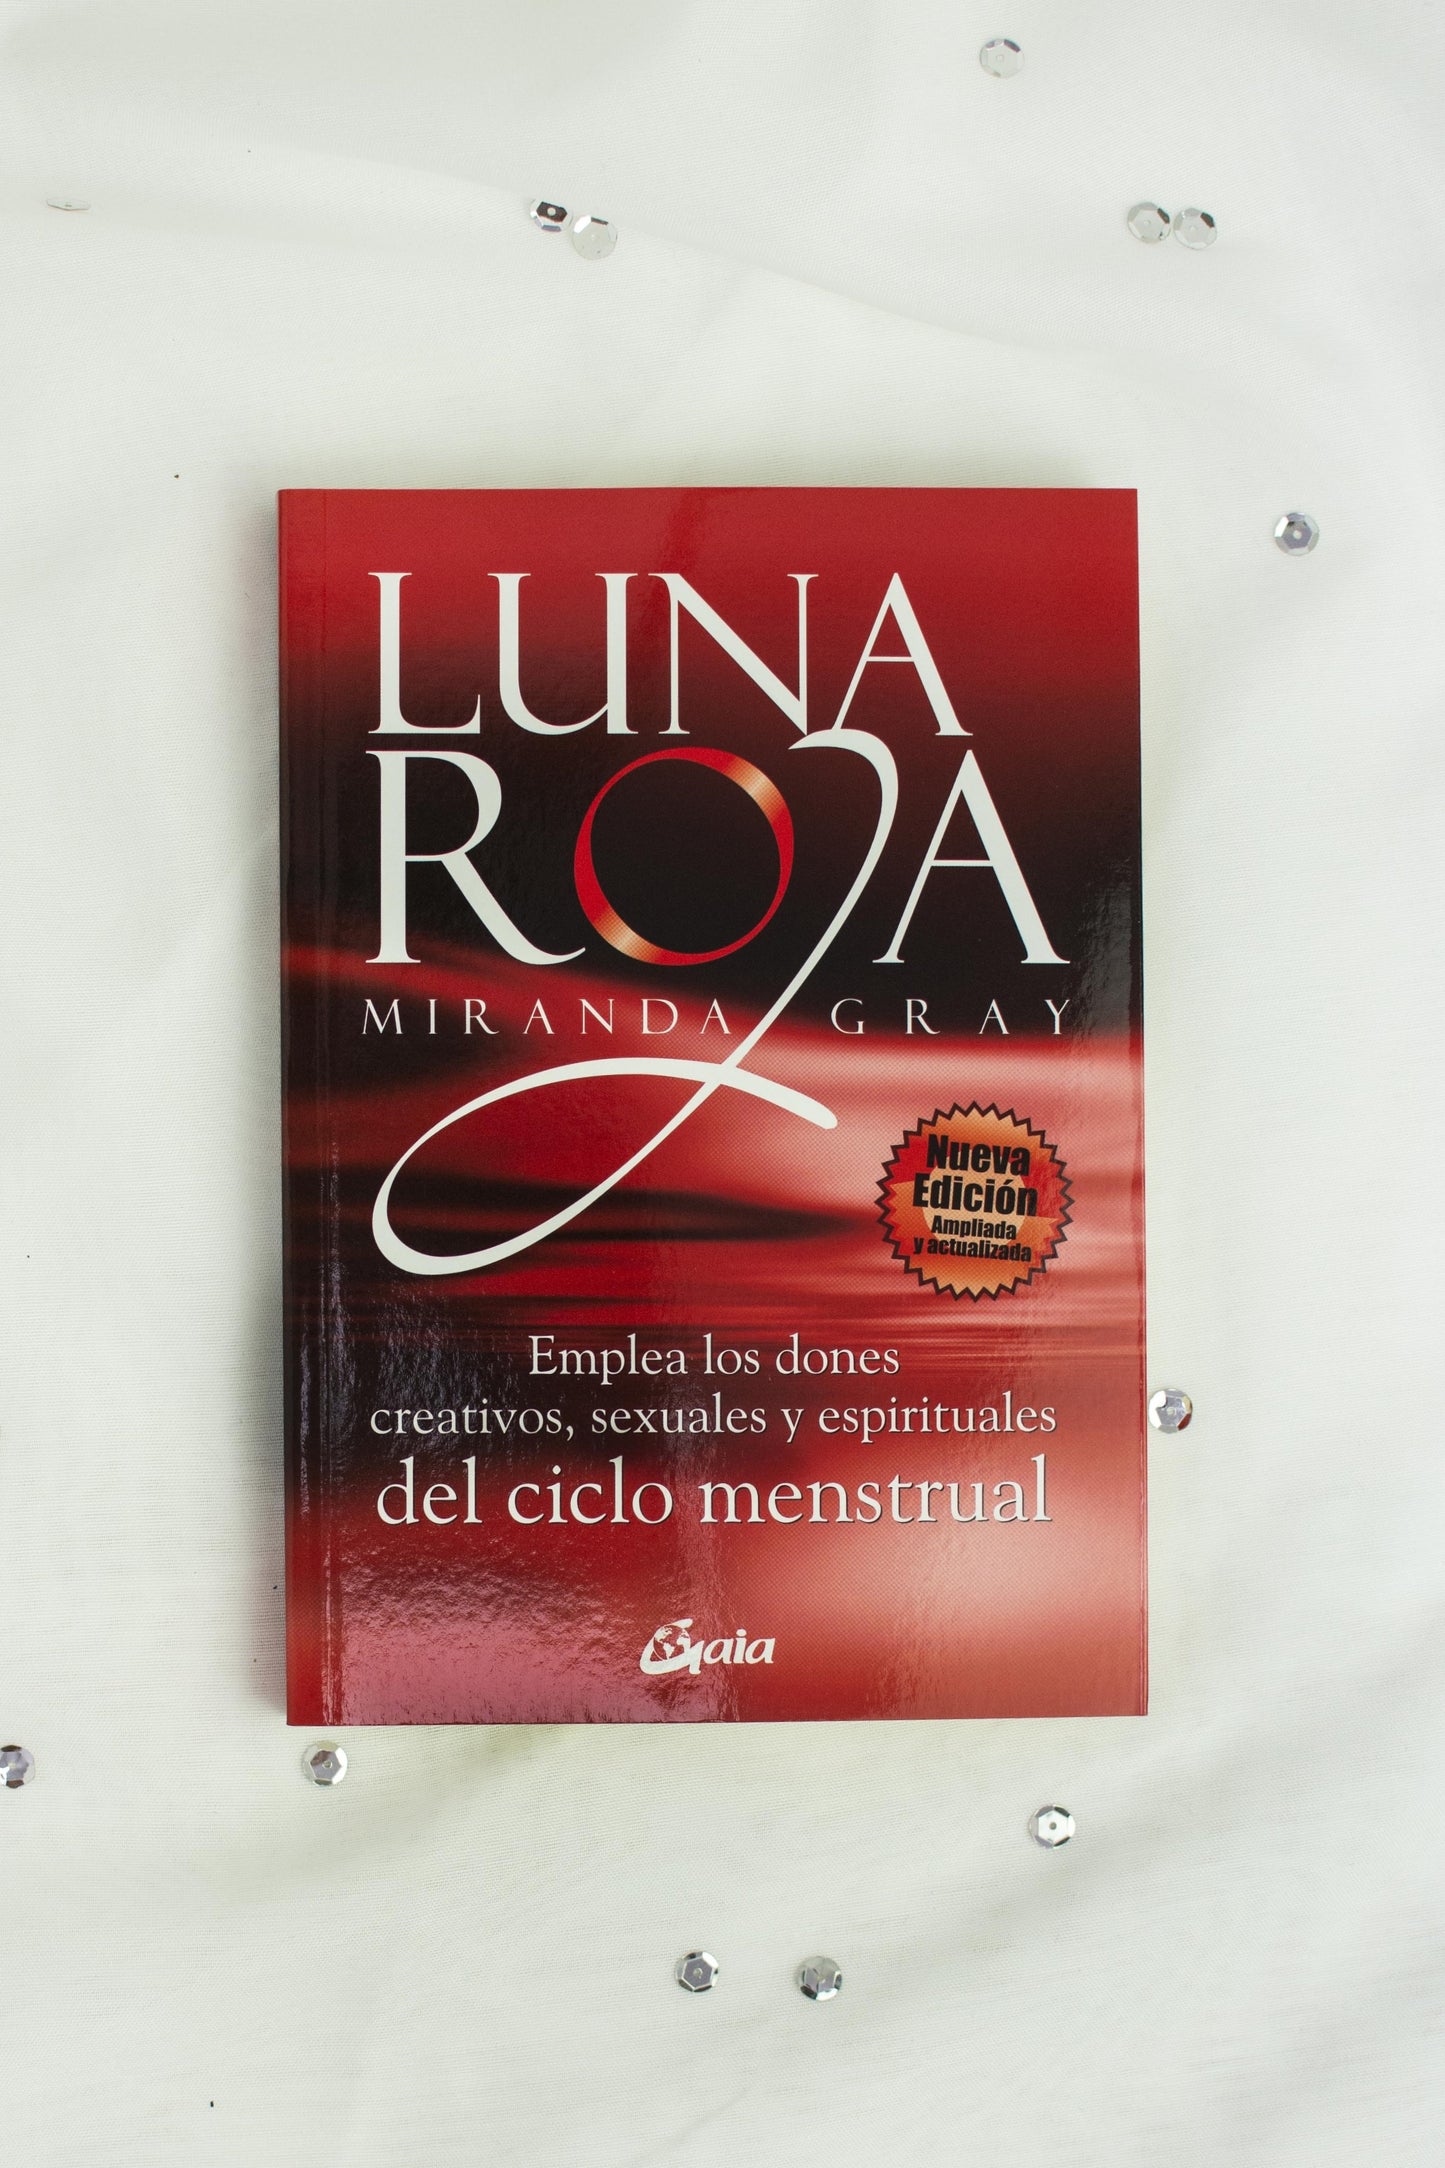 LUNA
ROJA
MIRANDA GRAY
Nueva
Edición
Ampliada
y actualizada
Emplea los dones
creativos, sexuales y espirituales
del ciclo menstrual
Gaia